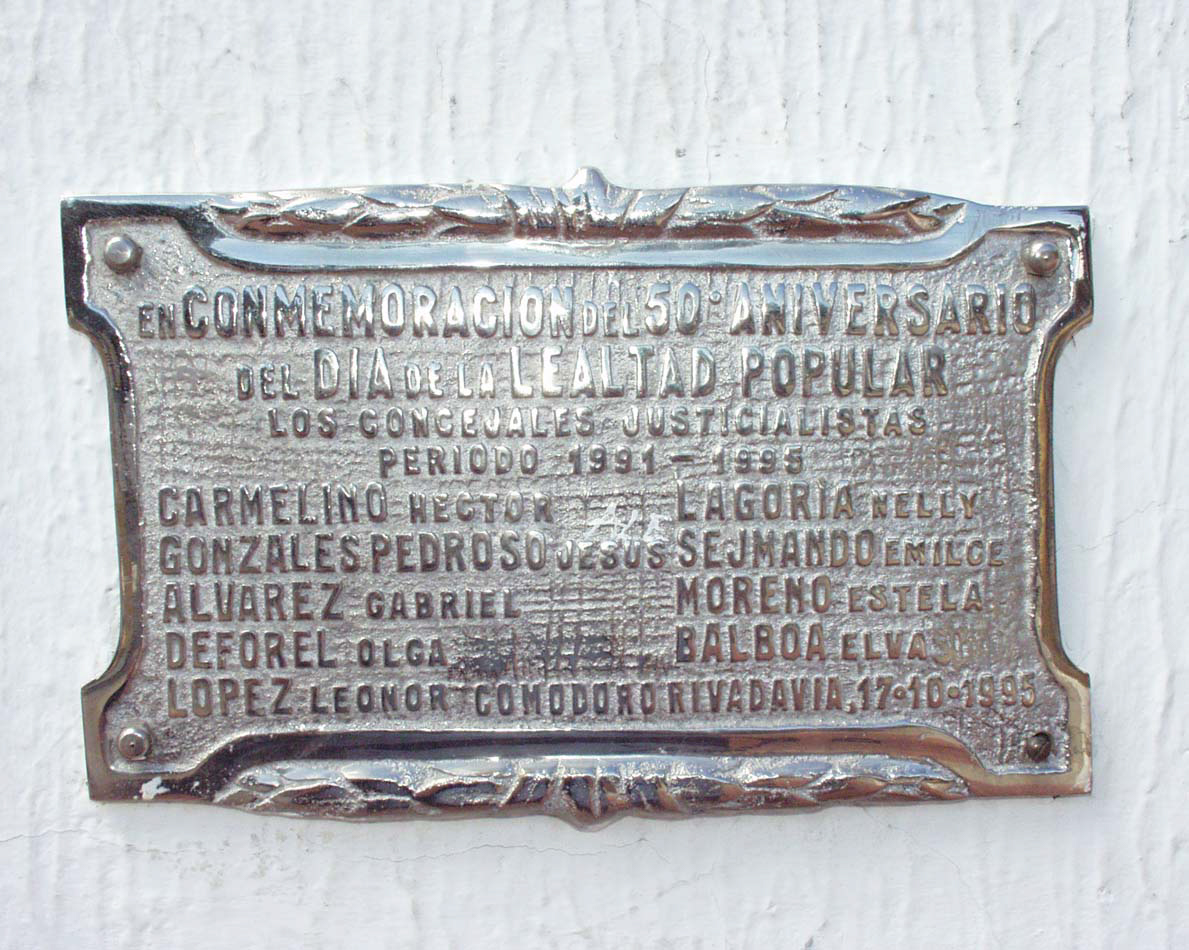 EN CONMEMORACION DEL 50º ANIVERSARIO
DEL DIA DE LA LEALTAD POPULAR
LOS CONCEJALES JUSTICIALISTAS
PERIODO 1991 - 1995
CARMELINO HECTOR LAGORIA NELLY
GONZALES PEDROSO JESUS SEJMANDO EMILCE
ALVAREZ GABRIEL MORENO ESTELA
DEFOREL OLGA BALBOA ELVA
LOPEZ LEONOR COMODORO RIVADAVIA, 17·10·1995